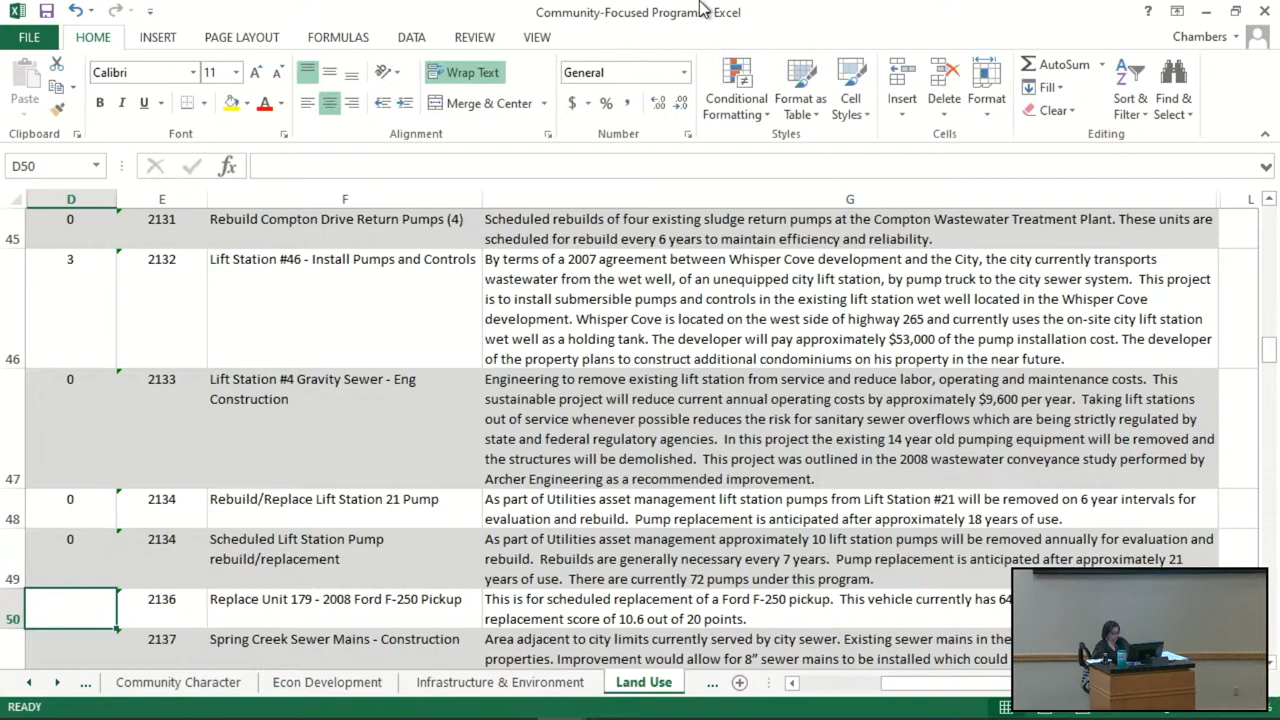 Community-Focused Programs - Excel
?
FILE HOME INSERT PAGE LAYOUT FORMULAS DATA REVIEW VIEW Chambers
Paste
Calibri 11
B I U
A A
Wrap Text
Merge & Center
General
$ % ,
Conditional Formatting
Format as Table
Cell Styles
Insert
Delete
Format
AutoSum
Fill
Clear
Sort & Filter
Find & Select
Clipboard Font Alignment Number Styles Cells Editing
D50 fx
D E F G L
45 0 2131 Rebuild Compton Drive Return Pumps (4) Scheduled rebuilds of four existing sludge return pumps at the Compton Wastewater Treatment Plant. These units are
scheduled for rebuild every 6 years to maintain efficiency and reliability.
46 3 2132 Lift Station #46 - Install Pumps and Controls By terms of a 2007 agreement between Whisper Cove development and the City, the city currently transports
wastewater from the wet well, of an unequipped city lift station, by pump truck to the city sewer system. This project
is to install submersible pumps and controls in the existing lift station wet well located in the Whisper Cove
development. Whisper Cove is located on the west side of highway 265 and currently uses the on-site city lift station
wet well as a holding tank. The developer will pay approximately $53,000 of the pump installation cost. The developer
of the property plans to construct additional condominiums on his property in the near future.
47 0 2133 Lift Station #4 Gravity Sewer - Eng Engineering to remove existing lift station from service and reduce labor, operating and maintenance costs. This
Construction sustainable project will reduce current annual operating costs by approximately $9,600 per year. Taking lift stations
out of service whenever possible reduces the risk for sanitary sewer overflows which are being strictly regulated by
state and federal regulatory agencies. In this project the existing 14 year old pumping equipment will be removed and
the structures will be demolished. This project was outlined in the 2008 wastewater conveyance study performed by
Archer Engineering as a recommended improvement.
48 0 2134 Rebuild/Replace Lift Station 21 Pump As part of Utilities asset management lift station pumps from Lift Station #21 will be removed on 6 year intervals for
evaluation and rebuild. Pump replacement is anticipated after approximately 18 years of use.
49 0 2134 Scheduled Lift Station Pump As part of Utilities asset management approximately 10 lift station pumps will be removed annually for evaluation and
rebuild/replacement rebuild. Rebuilds are generally necessary every 7 years. Pump replacement is anticipated after approximately 21
years of use. There are currently 72 pumps under this program.
50 2136 Replace Unit 179 - 2008 Ford F-250 Pickup This is for scheduled replacement of a Ford F-250 pickup. This vehicle currently has 64
replacement score of 10.6 out of 20 points.
2137 Spring Creek Sewer Mains - Construction Area adjacent to city limits currently served by city sewer. Existing sewer mains in the
properties. Improvement would allow for 8" sewer mains to be installed which could
... Community Character Econ Development Infrastructure & Environment Land Use ...
READY